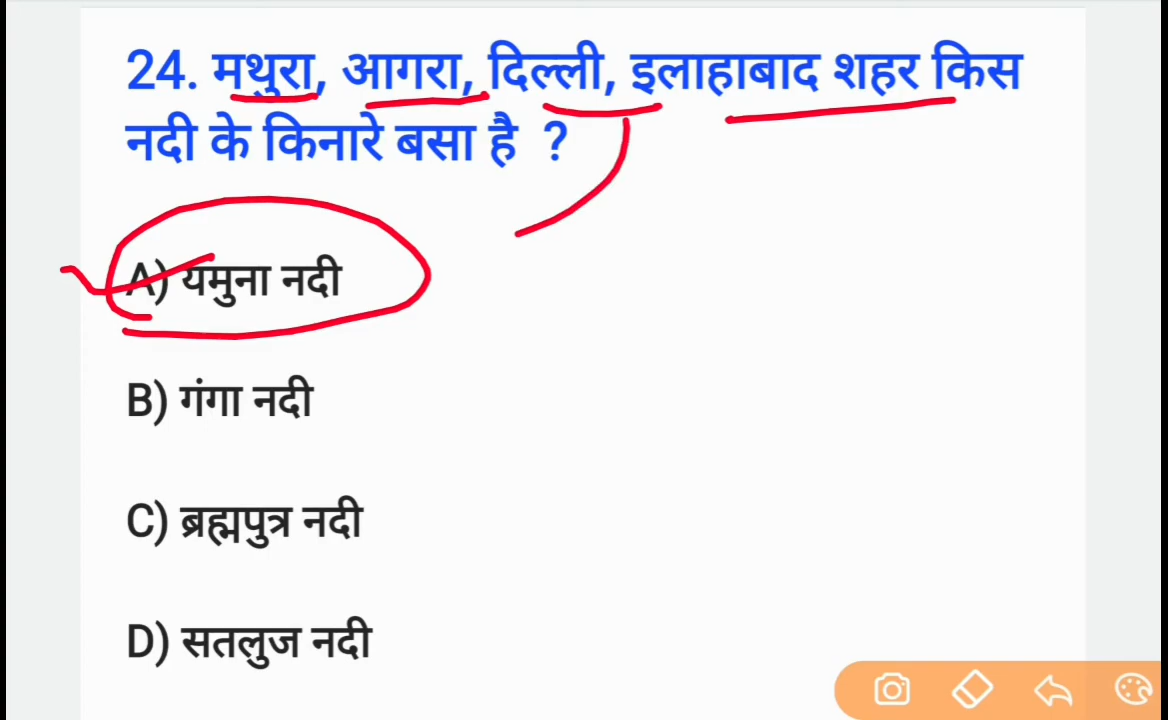 24. मथुरा, आगरा, दिल्ली, इलाहाबाद शहर किस
नदी के किनारे बसा है ?
A) यमुना नदी
B) गंगा नदी
C) ब्रह्मपुत्र नदी
D) सतलुज नदी